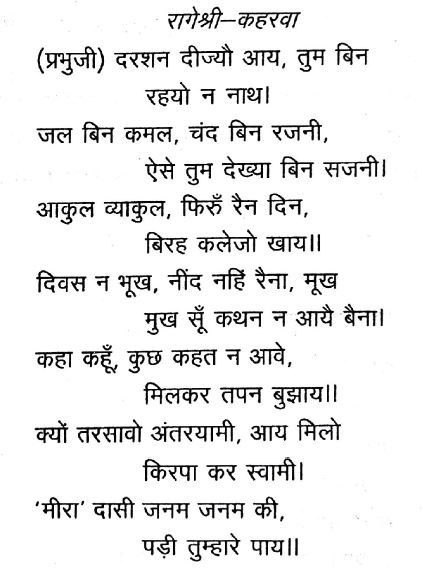 रागेश्री–कहरवा
(प्रभुजी) दरशन दीज्यौ आय, तुम बिन
रहयो न नाथ।
जल बिन कमल, चंद बिन रजनी,
ऐसे तुम देख्या बिन सजनी।
आकुल व्याकुल, फिरुँ रैन दिन,
बिरह कलेजो खाय॥
दिवस न भूख, नींद नहिं रैना, मूख
मुख सूँ कथन न आयै बैना।
कहा कहूँ, कुछ कहत न आवे,
मिलकर तपन बुझाय॥
क्यों तरसावो अंतरयामी, आय मिलो
किरपा कर स्वामी।
'मीरा' दासी जनम जनम की,
पड़ी तुम्हारे पाय॥